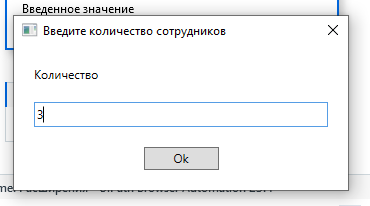 Введенное значение
Введите количество сотрудников
Количество
3
Ok